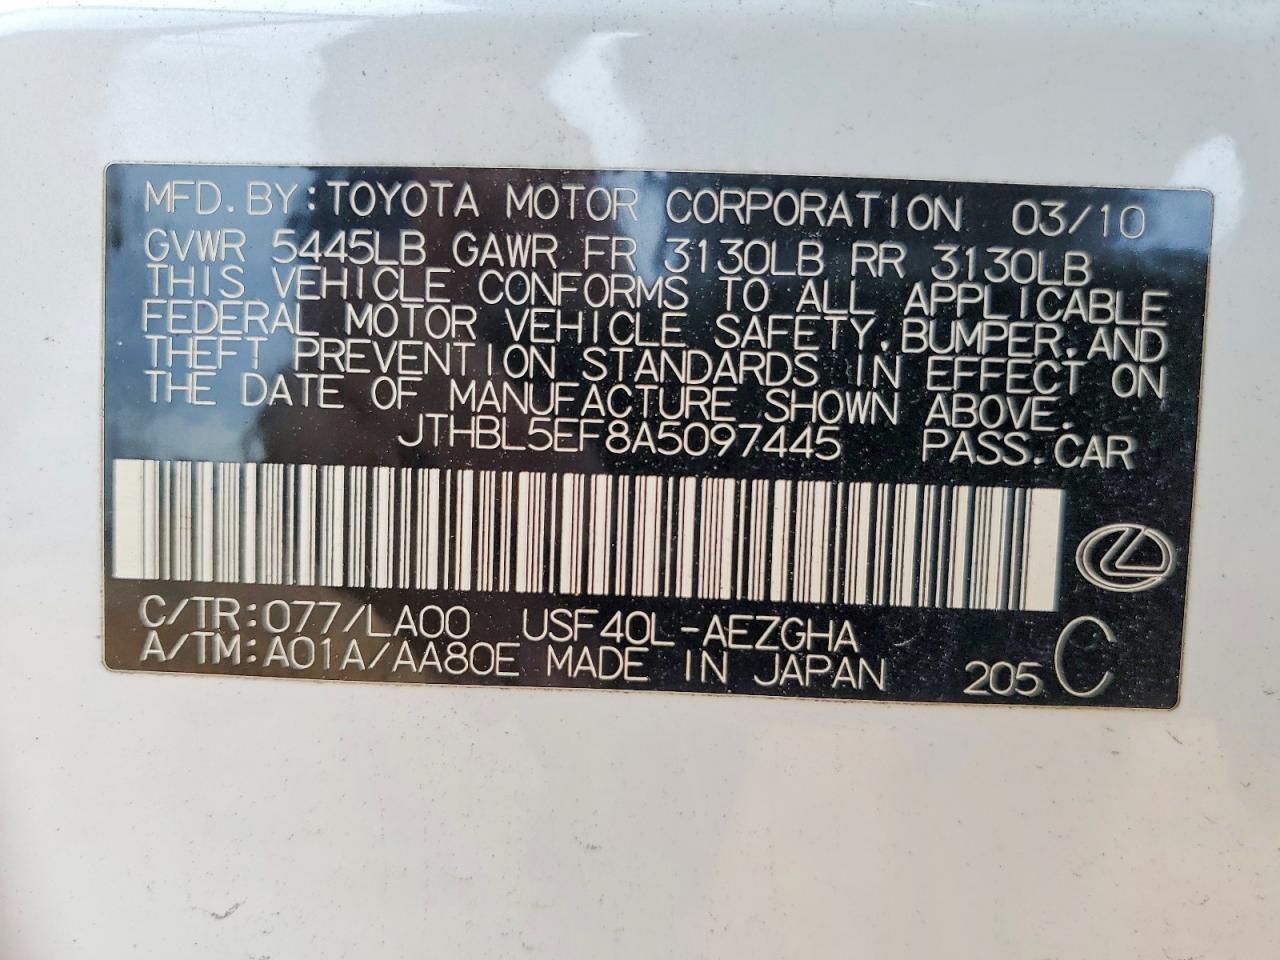 MFD. BY: TOYOTA MOTOR CORPORATION 03/10
GVWR 5445LB GAWR FR 3130LB RR 3130LB
THIS VEHICLE CONFORMS TO ALL APPLICABLE
FEDERAL MOTOR VEHICLE SAFETY, BUMPER, AND
THEFT PREVENTION STANDARDS IN EFFECT ON
THE DATE OF MANUFACTURE SHOWN ABOVE.
JTHBL5EF8A5097445 PASS. CAR
C/TR: 077/LA00 USF40L-AEZGHA
A/TM: A01A/AA80E MADE IN JAPAN 205 C